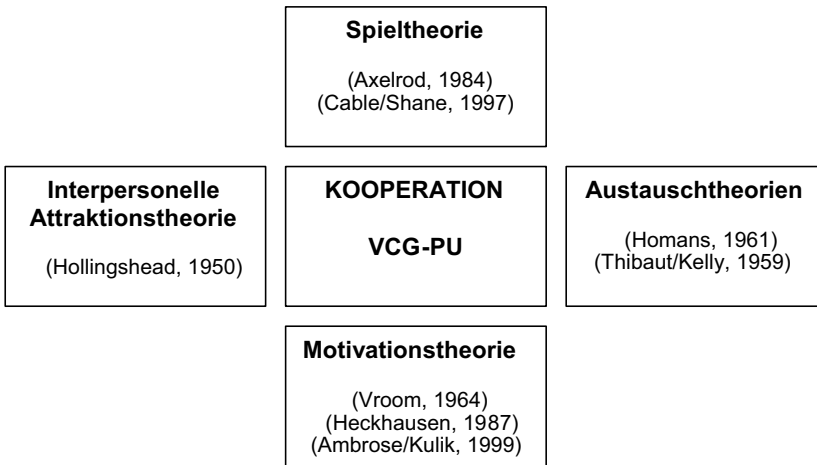 Spieltheorie
(Axelrod, 1984)
(Cable/Shane, 1997)
Interpersonelle
Attraktionstheorie
(Hollingshead, 1950)
KOOPERATION
VCG-PU
Austauschtheorien
(Homans, 1961)
(Thibaut/Kelly, 1959)
Motivationstheorie
(Vroom, 1964)
(Heckhausen, 1987)
(Ambrose/Kulik, 1999)